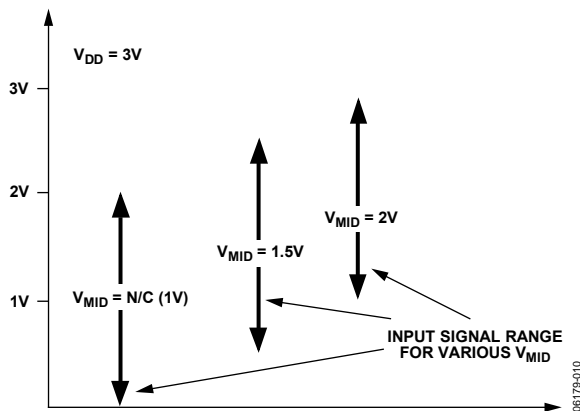 V_DD = 3V
3V
2V
V_MID = 2V
V_MID = 1.5V
1V
V_MID = N/C (1V)
INPUT SIGNAL RANGE
FOR VARIOUS V_MID
06179-010